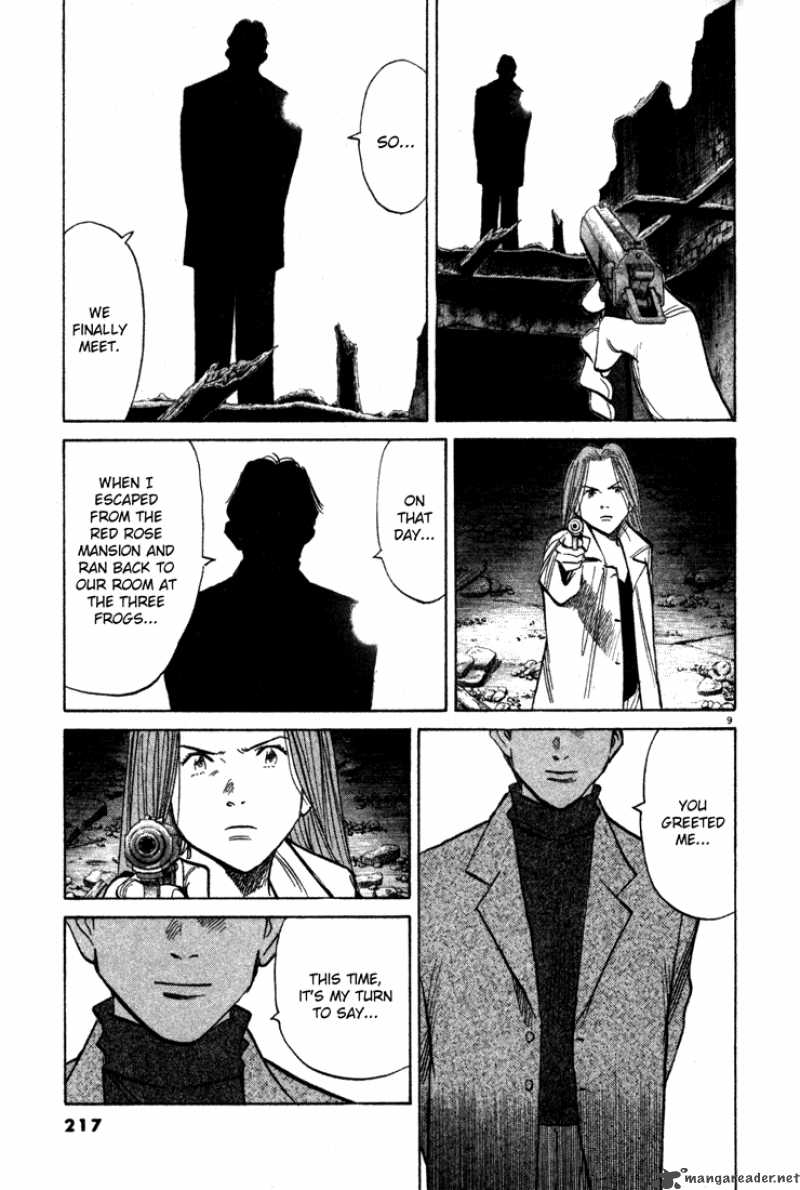 SO...
WE
FINALLY
MEET.
ON
THAT
DAY...
WHEN I
ESCAPED
FROM THE
RED ROSE
MANSION AND
RAN BACK TO
OUR ROOM AT
THE THREE
FROGS...
9
YOU
GREETED
ME...
THIS TIME,
IT'S MY TURN
TO SAY...
217
mangareader.net